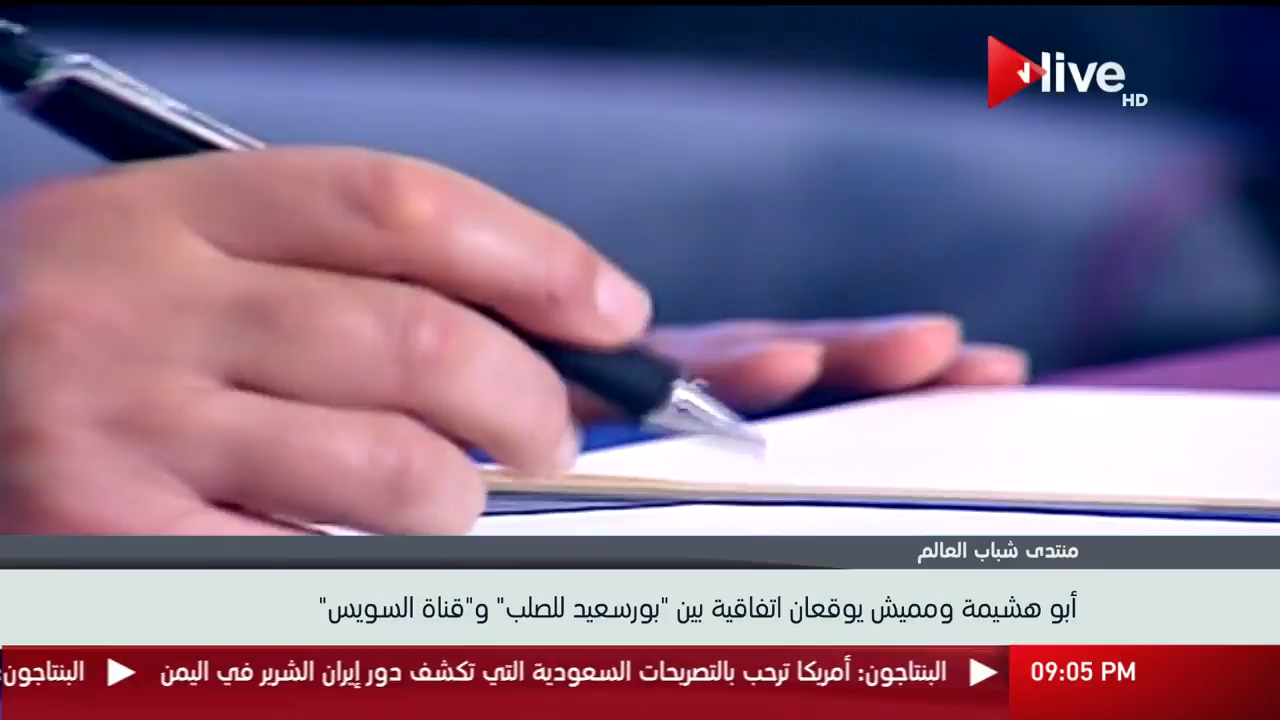 live
HD
منتدى شباب العالم
أبو هشيمة ومميش يوقعان اتفاقية بين "بورسعيد للصلب" و"قناة السويس"
البنتاجون: أمريكا ترحب بالتصريحات السعودية التي تكشف دور إيران الشرير في اليمن
البنتاجون:
09:05 PM